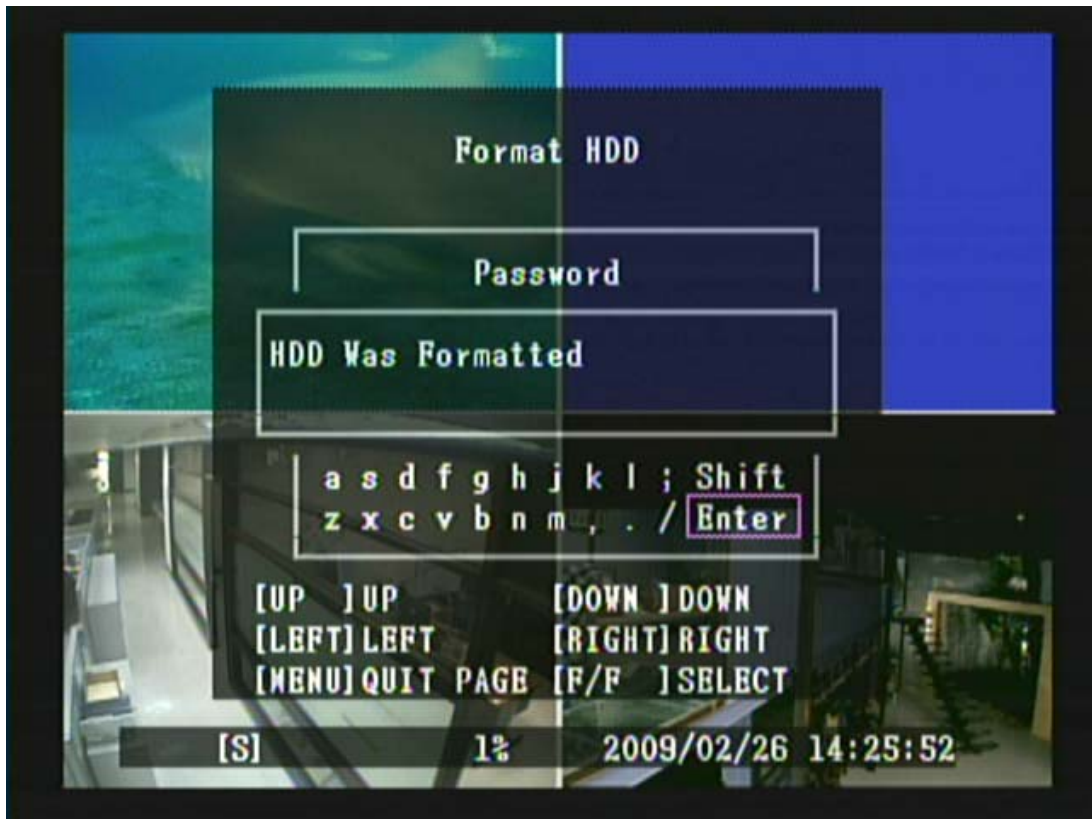 Format HDD
Password
HDD Was Formatted
a s d f g h j k l ; Shift
z x c v b n m , . / Enter
[UP ]UP [DOWN ]DOWN
[LEFT]LEFT [RIGHT]RIGHT
[MENU]QUIT PAGE [F/F ]SELECT
[S] 1% 2009/02/26 14:25:52